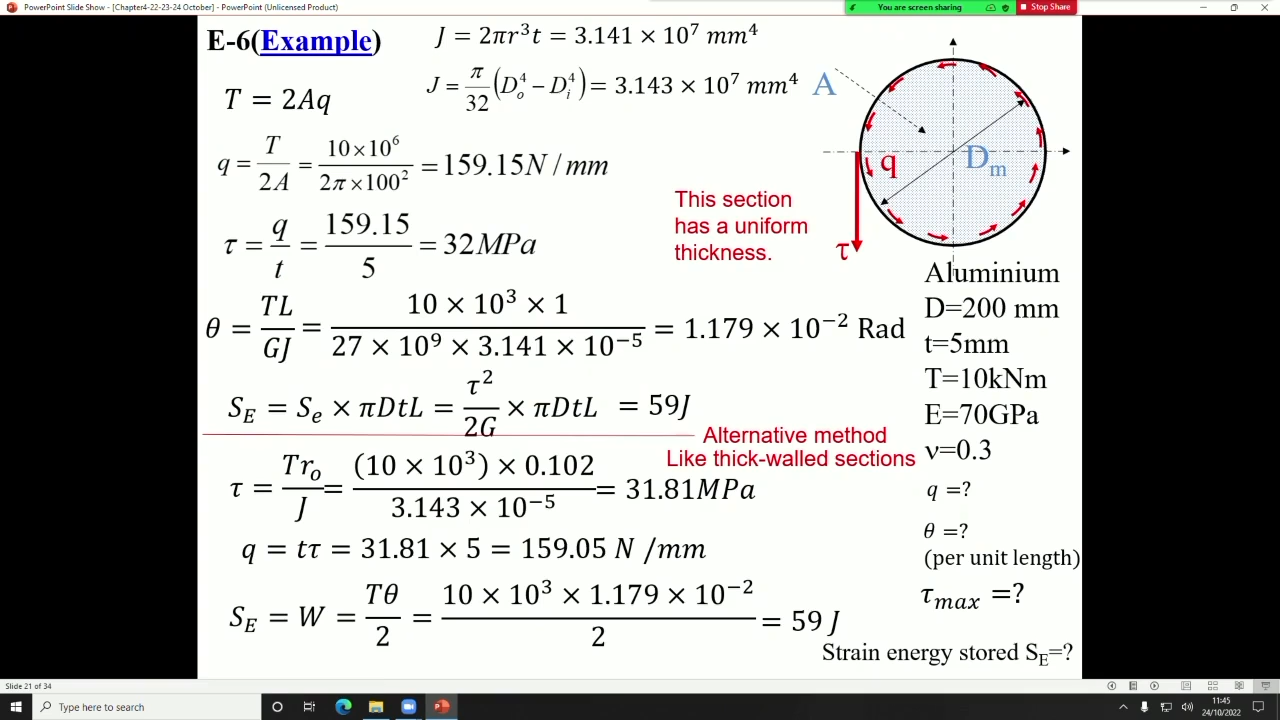 PowerPoint Slide Show - [Chapter4-22-23-24 October] - PowerPoint (Unlicensed Product)
You are screen sharing
Stop Share
E-6(Example)
J = 2πr³t = 3.141 × 10⁷ mm⁴
J = π/32 (D_o⁴ − D_i⁴) = 3.143 × 10⁷ mm⁴
A
T = 2Aq
q = T/2A = 10×10⁶/2π×100² = 159.15N / mm
q
D_m
This section
has a uniform
thickness.
τ
τ = q/t = 159.15/5 = 32MPa
θ = TL/GJ = 10 × 10³ × 1/27 × 10⁹ × 3.141 × 10⁻⁵ = 1.179 × 10⁻² Rad
S_E = S_e × πDtL = τ²/2G × πDtL = 59J
Alternative method
Like thick-walled sections
τ = Tr_o/J = (10 × 10³) × 0.102/3.143 × 10⁻⁵ = 31.81MPa
q = tτ = 31.81 × 5 = 159.05 N /mm
S_E = W = Tθ/2 = 10 × 10³ × 1.179 × 10⁻²/2 = 59 J
Aluminium
D=200 mm
t=5mm
T=10kNm
E=70GPa
ν=0.3
q =?
θ =?
(per unit length)
τ_max =?
Strain energy stored S_E=?
Slide 21 of 34
Type here to search
11:45
24/10/2022